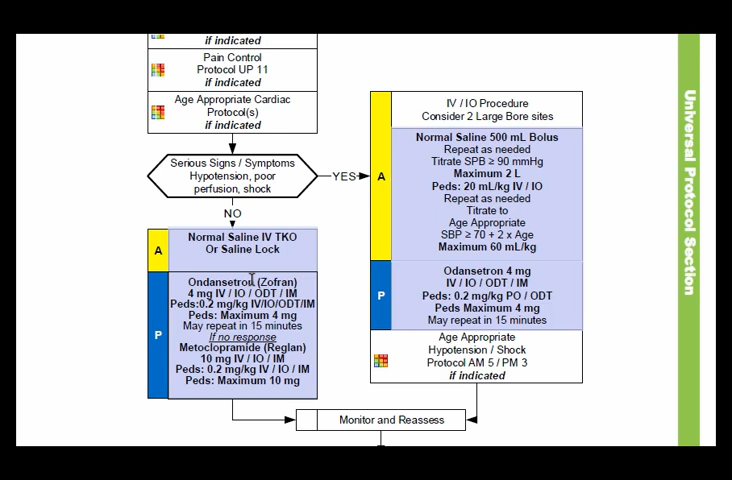 if indicated
Pain Control
Protocol UP 11
if indicated
Age Appropriate Cardiac
Protocol(s)
if indicated
Serious Signs / Symptoms
Hypotension, poor
perfusion, shock
YES
NO
A
Normal Saline IV TKO
Or Saline Lock
P
Ondansetron (Zofran)
4 mg IV / IO / ODT / IM
Peds:0.2 mg/kg IV/IO/ODT/IM
Peds: Maximum 4 mg
May repeat in 15 minutes
If no response
Metoclopramide (Reglan)
10 mg IV / IO / IM
Peds: 0.2 mg/kg IV / IO / IM
Peds: Maximum 10 mg
A
IV / IO Procedure
Consider 2 Large Bore sites
Normal Saline 500 mL Bolus
Repeat as needed
Titrate SPB ≥ 90 mmHg
Maximum 2 L
Peds: 20 mL/kg IV / IO
Repeat as needed
Titrate to
Age Appropriate
SBP ≥ 70 + 2 x Age
Maximum 60 mL/kg
P
Odansetron 4 mg
IV / IO / ODT / IM
Peds: 0.2 mg/kg PO / ODT
Peds Maximum 4 mg
May repeat in 15 minutes
Age Appropriate
Hypotension / Shock
Protocol AM 5 / PM 3
if indicated
Monitor and Reassess
Universal Protocol Section